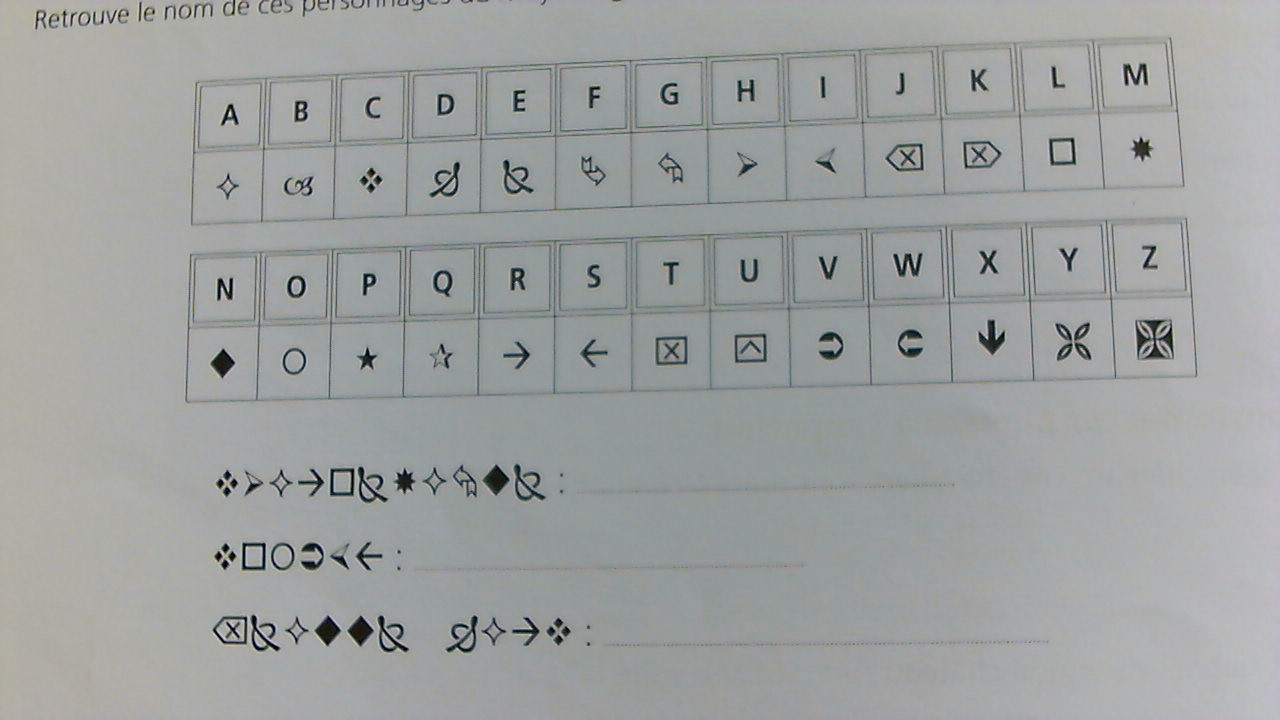 Retrouve le nom de ces personnages
A B C D E F G H I J K L M
✧ ☙ ❖ ⮘ ➢ ⌫ ⌦ □ ✷
N O P Q R S T U V W X Y Z
◆ ○ ★ ☆ → ← ☒ ⍓ ➲ 🡇
❖➢✧→□✷✧◆ :
❖□○➲⮘← :
⌫✧◆◆ ✧→❖ :